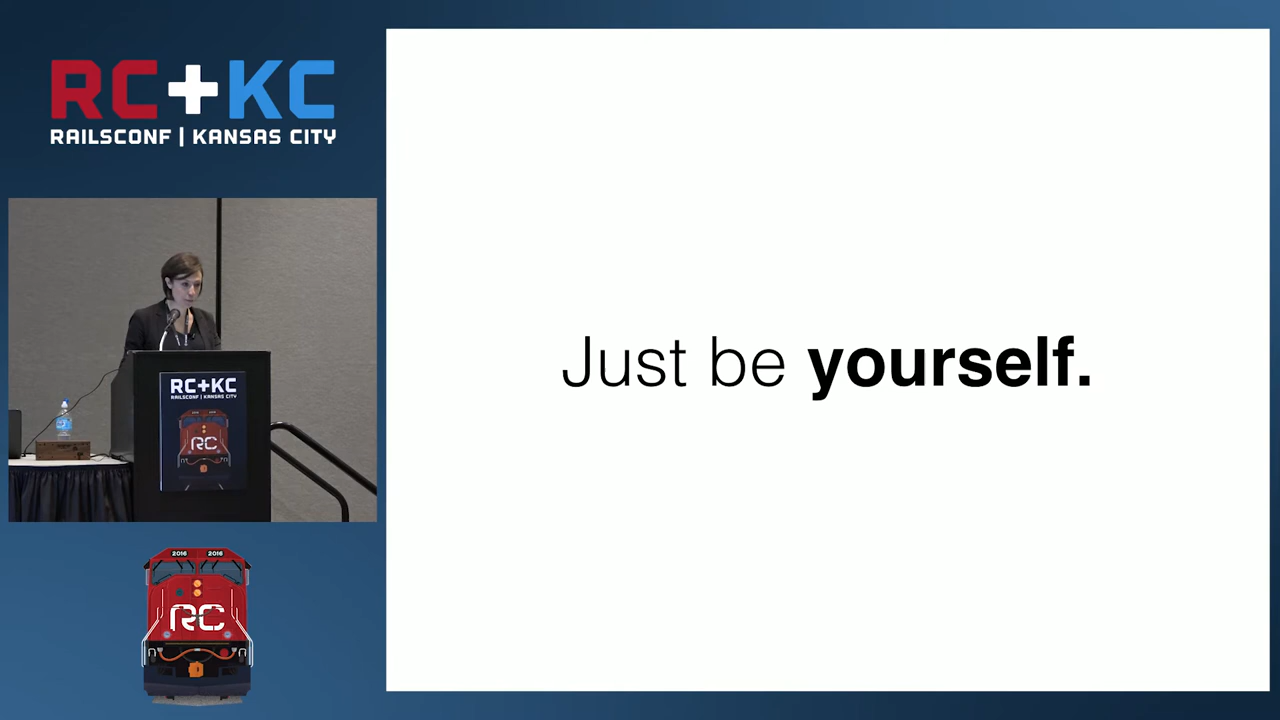 RC+KC
RAILSCONF | KANSAS CITY
Just be yourself.
RC+KC
RAILSCONF | KANSAS CITY
RC
2016 2016
RC